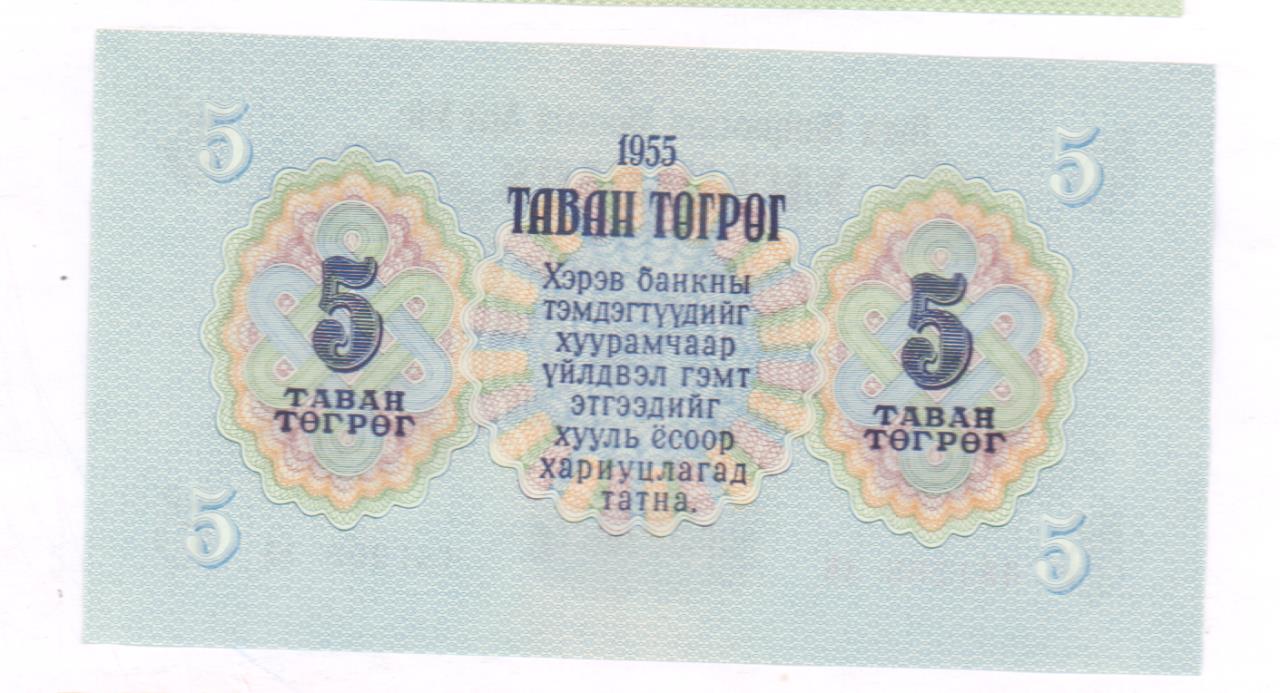 5
5
1955
ТАВАН ТӨГРӨГ
Хэрэв банкны
тэмдэгтүүдийг
хуурамчаар
үйлдвэл гэмт
этгээдийг
хууль ёсоор
хариуцлагад
татна.
5
ТАВАН
ТӨГРӨГ
5
ТАВАН
ТӨГРӨГ
5
5